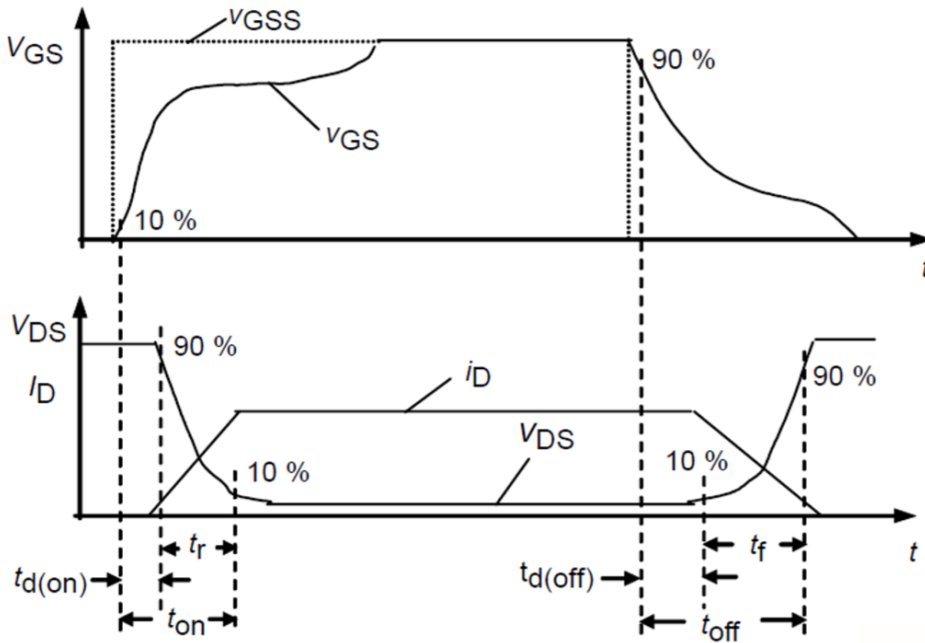 vGSS
VGS
90 %
vGS
10 %
t
VDS
90 %
iD
ID
90 %
VDS
10 %
10 %
tr
tf
t
td(on)
td(off)
ton
toff